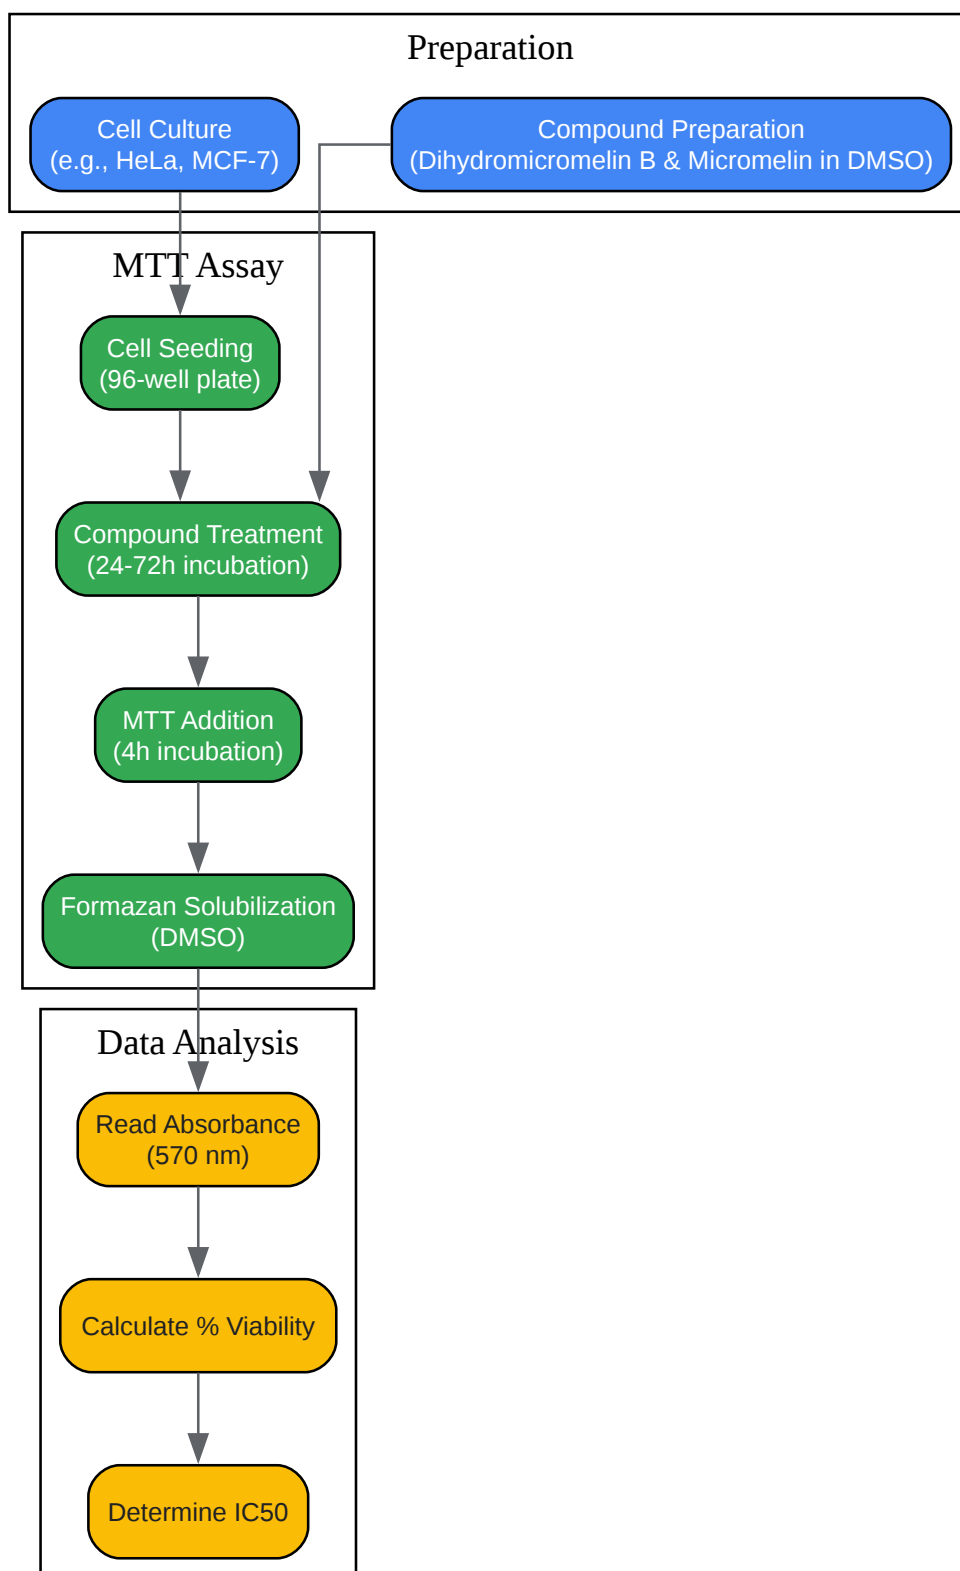 Preparation
Cell Culture
(e.g., HeLa, MCF-7)
Compound Preparation
(Dihydromicromelin B & Micromelin in DMSO)
MTT Assay
Cell Seeding
(96-well plate)
Compound Treatment
(24-72h incubation)
MTT Addition
(4h incubation)
Formazan Solubilization
(DMSO)
Data Analysis
Read Absorbance
(570 nm)
Calculate % Viability
Determine IC50